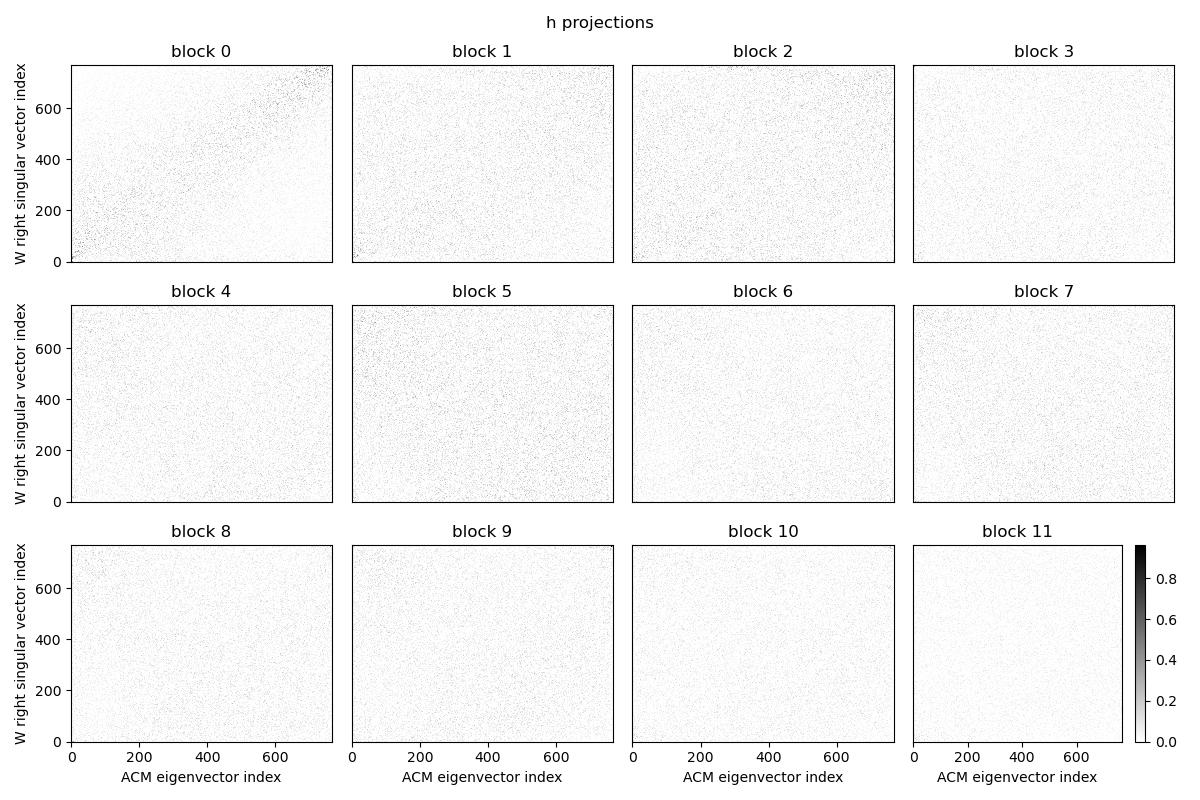 h projections
block 0 block 1 block 2 block 3
W right singular vector index
600
400
200
0
block 4 block 5 block 6 block 7
W right singular vector index
600
400
200
0
block 8 block 9 block 10 block 11
W right singular vector index
600
400
200
0
0.8
0.6
0.4
0.2
0.0
0 200 400 600 0 200 400 600 0 200 400 600 0 200 400 600
ACM eigenvector index ACM eigenvector index ACM eigenvector index ACM eigenvector index